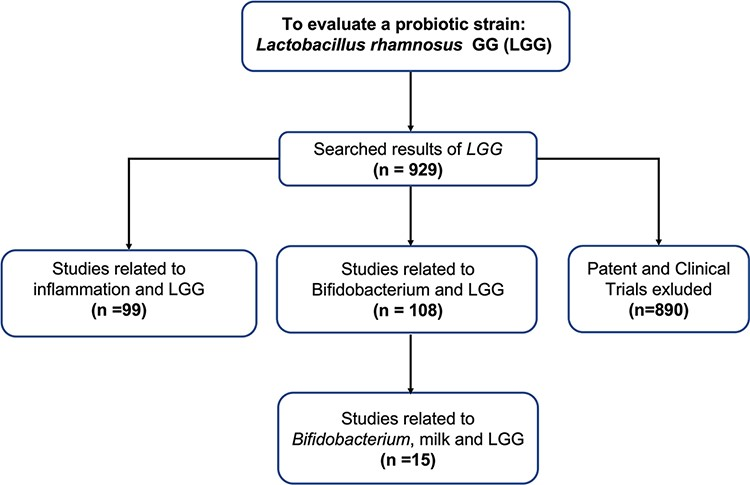 To evaluate a probiotic strain:
Lactobacillus rhamnosus GG (LGG)
Searched results of LGG
(n = 929)
Studies related to
inflammation and LGG
(n =99)
Studies related to
Bifidobacterium and LGG
(n = 108)
Patent and Clinical
Trials exluded
(n=890)
Studies related to
Bifidobacterium, milk and LGG
(n =15)